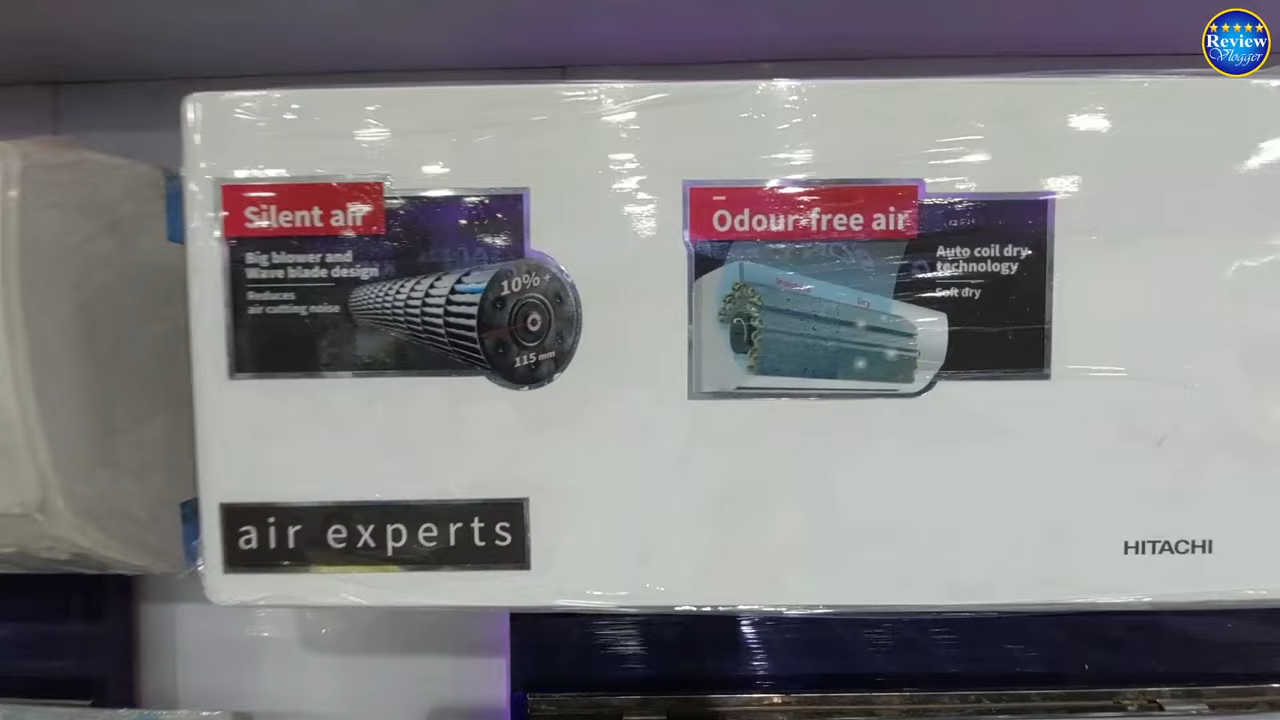 Review
Vlogger
Silent air
Big blower and
Wave blade design
Reduces
air cutting noise
10%+
115 mm
Odour-free air
Auto coil dry
technology
Soft dry
Dry
air experts
HITACHI